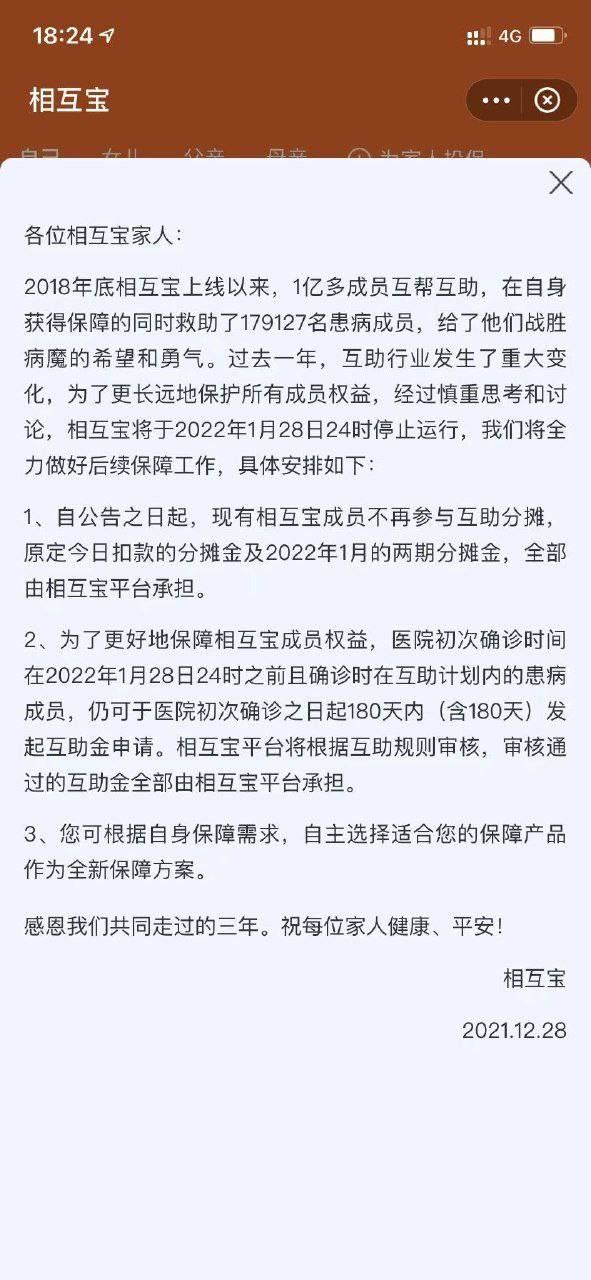 18:24
4G
相互宝
自己 女儿 父亲 母亲 为家人投保
各位相互宝家人：
2018年底相互宝上线以来，1亿多成员互帮互助，在自身
获得保障的同时救助了179127名患病成员，给了他们战胜
病魔的希望和勇气。过去一年，互助行业发生了重大变
化，为了更长远地保护所有成员权益，经过慎重思考和讨
论，相互宝将于2022年1月28日24时停止运行，我们将全
力做好后续保障工作，具体安排如下：
1、自公告之日起，现有相互宝成员不再参与互助分摊，
原定今日扣款的分摊金及2022年1月的两期分摊金，全部
由相互宝平台承担。
2、为了更好地保障相互宝成员权益，医院初次确诊时间
在2022年1月28日24时之前且确诊时在互助计划内的患病
成员，仍可于医院初次确诊之日起180天内（含180天）发
起互助金申请。相互宝平台将根据互助规则审核，审核通
过的互助金全部由相互宝平台承担。
3、您可根据自身保障需求，自主选择适合您的保障产品
作为全新保障方案。
感恩我们共同走过的三年。祝每位家人健康、平安！
相互宝
2021.12.28